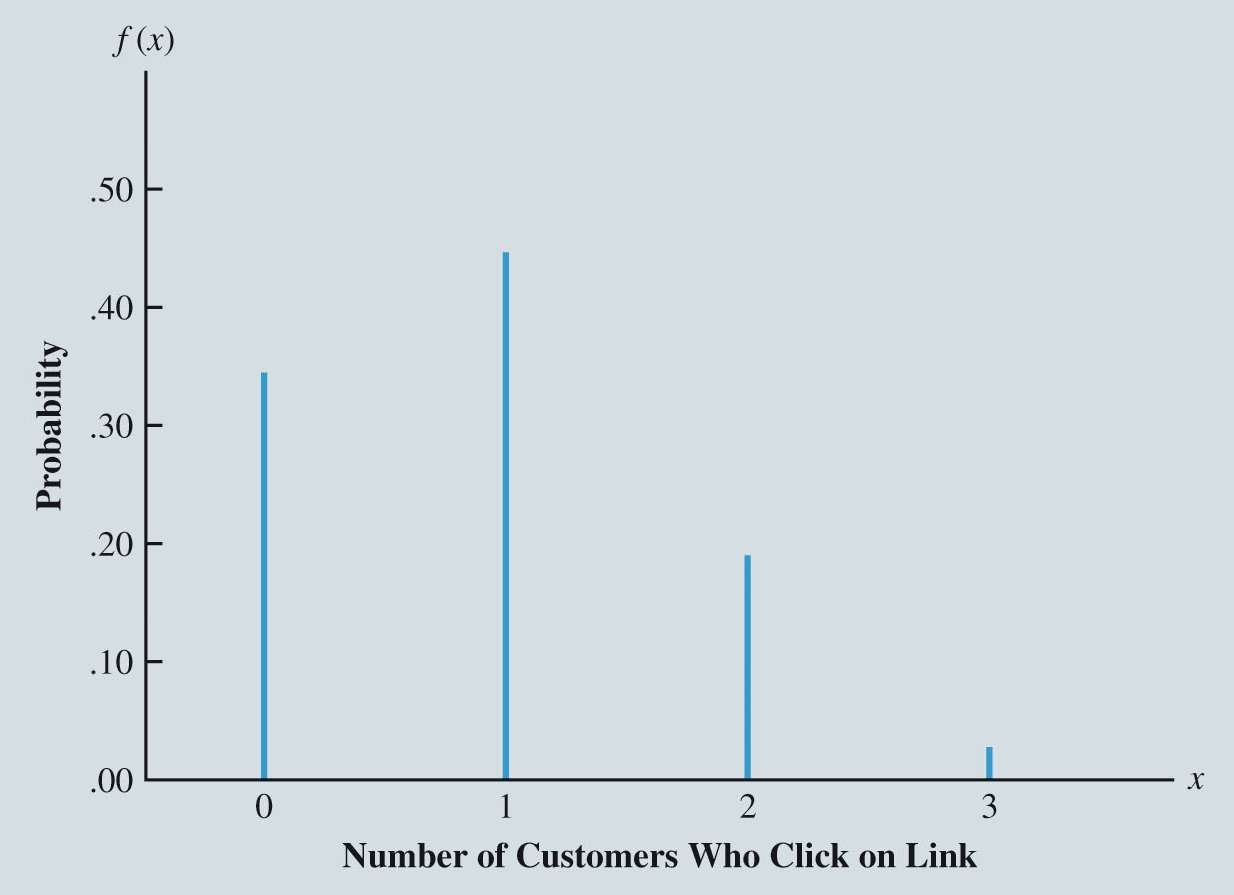 f (x)
.50
.40
.30
.20
.10
.00
Probability
0 1 2 3
x
Number of Customers Who Click on Link